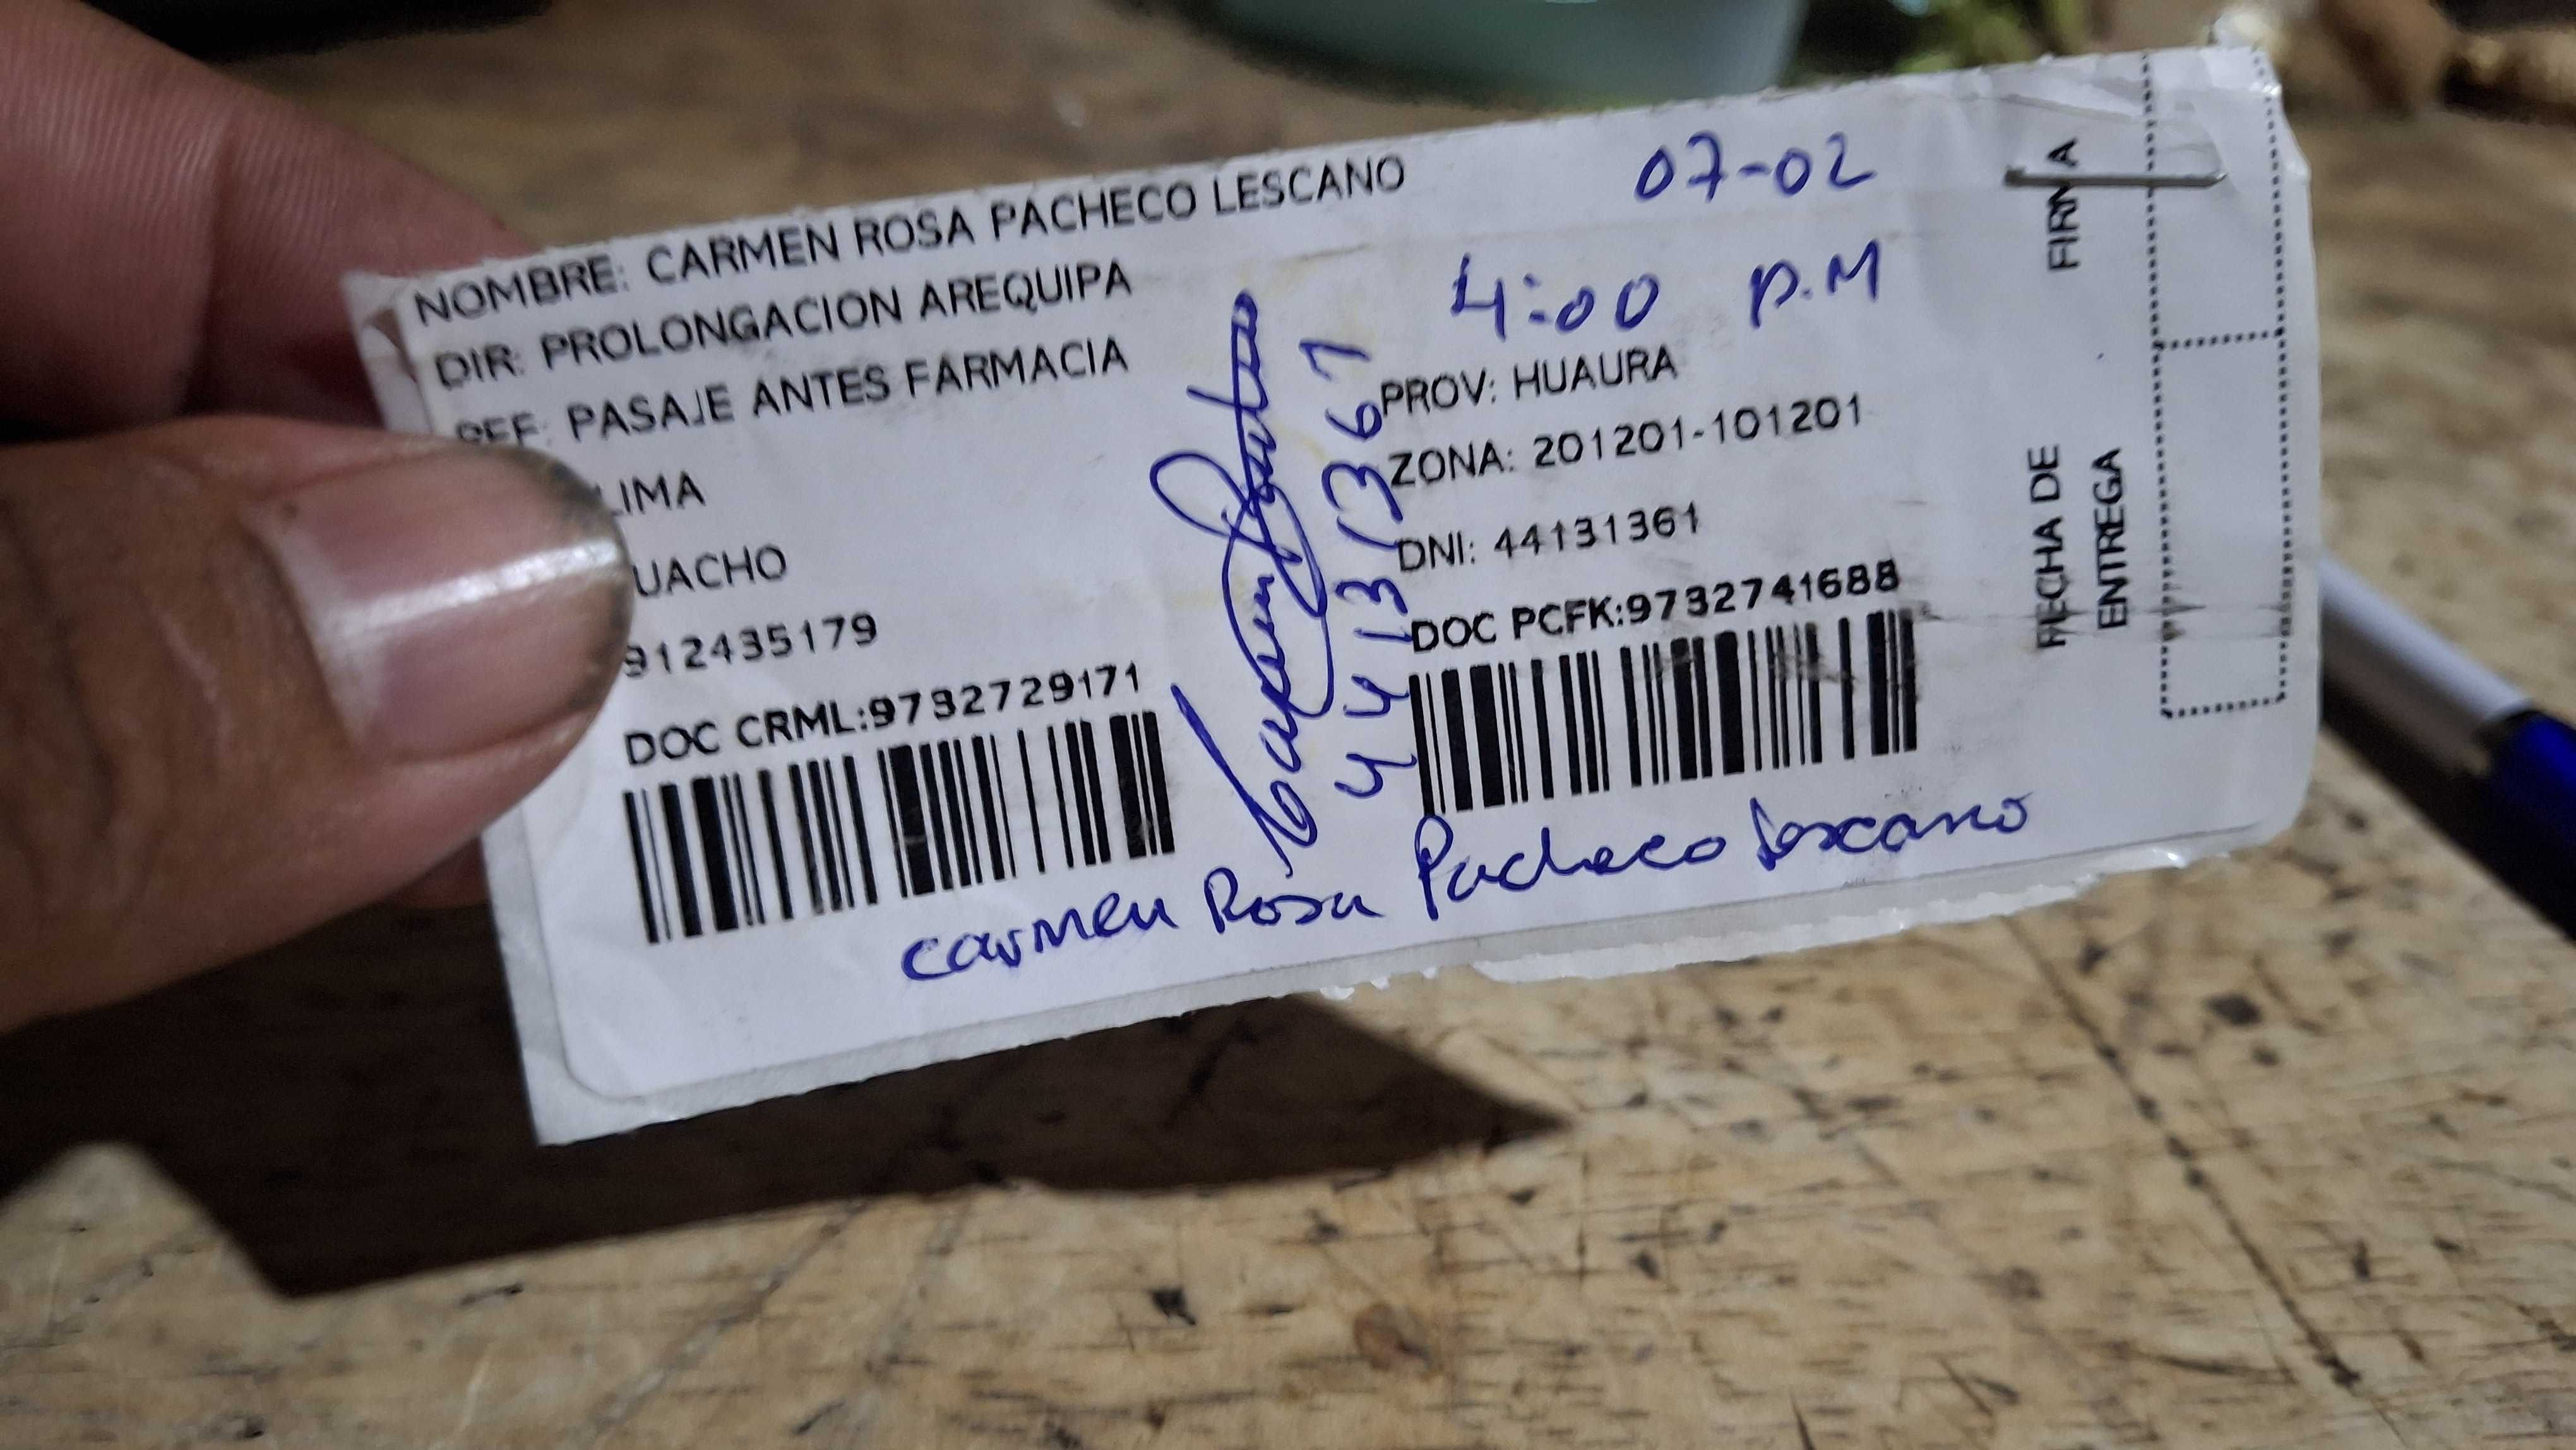 NOMBRE: CARMEN ROSA PACHECO LESCANO
07-02
DIR: PROLONGACION AREQUIPA
4:00 P.M
REF: PASAJE ANTES FARMACIA
PROV: HUAURA
LIMA
ZONA: 201201-101201
UACHO
DNI: 44131361
912435179
DOC CRML:9732729171
DOC PCFK:9732741688
44131361
Carmen Rosa Pacheco Lescano
FIRMA
FECHA DE
ENTREGA